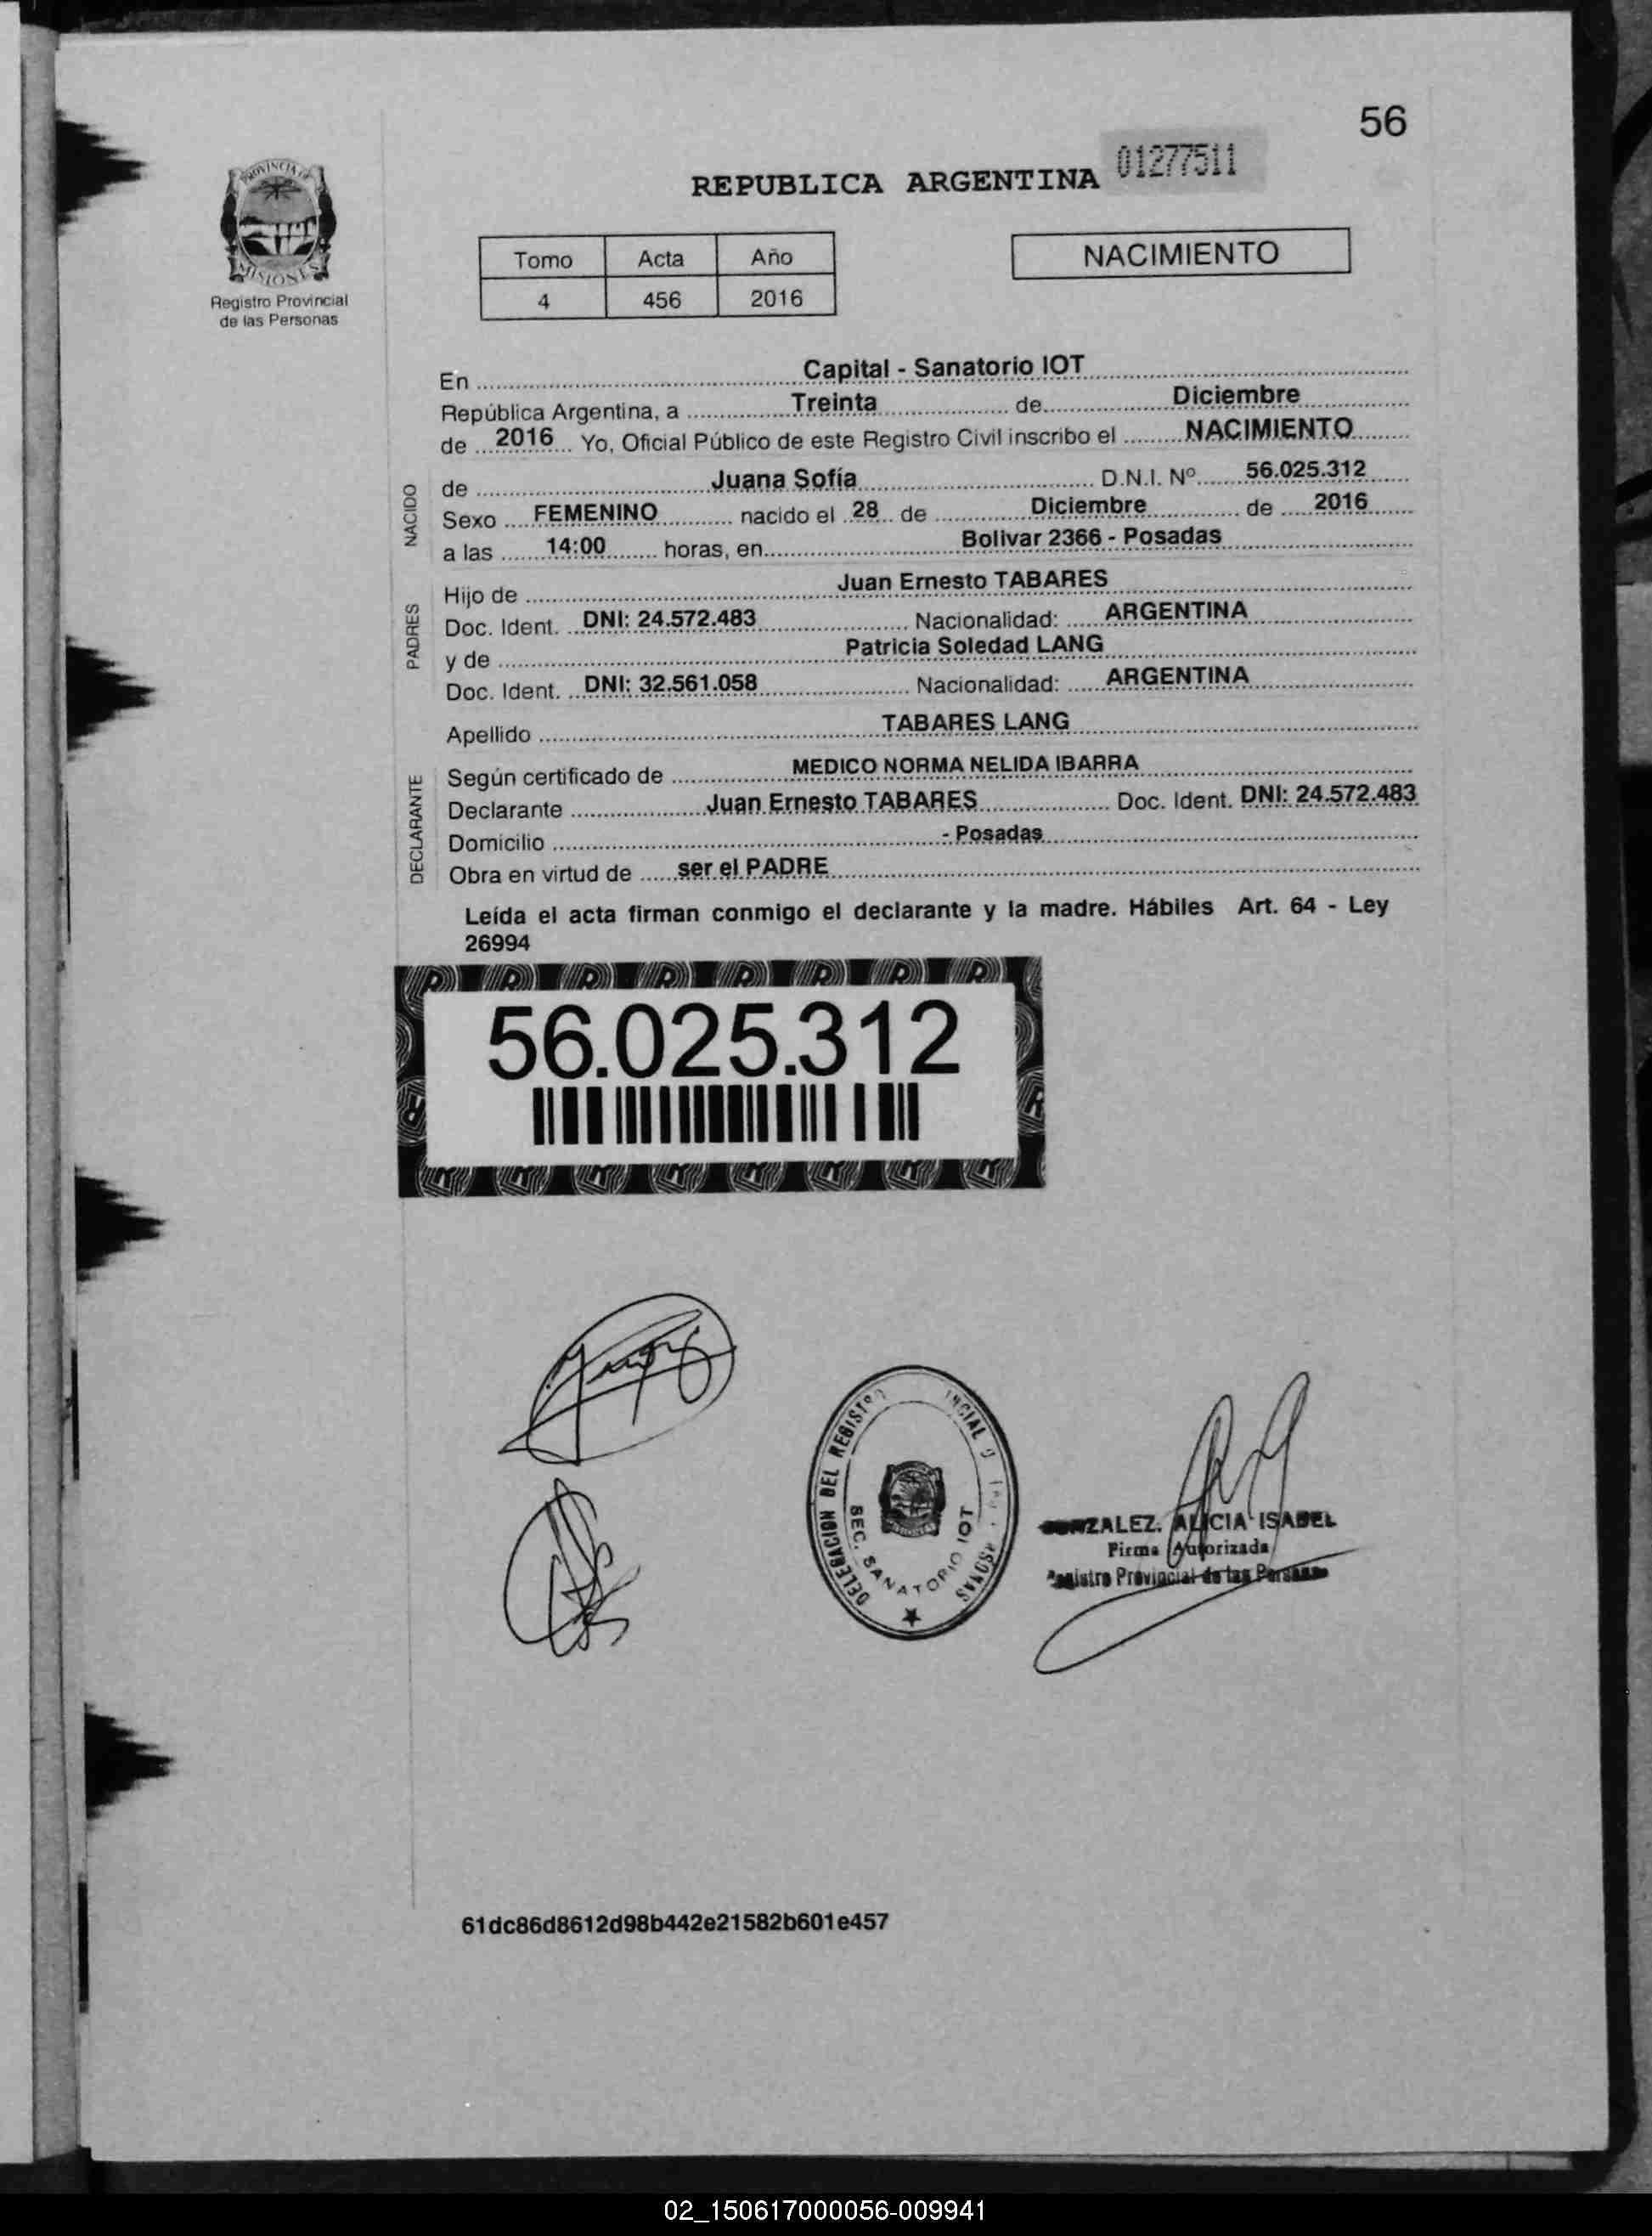 56
REPUBLICA ARGENTINA 01277511
PROVINCIA DE
MISIONES
Registro Provincial
de las Personas
Tomo Acta Año
4 456 2016
NACIMIENTO
En Capital - Sanatorio IOT
República Argentina, a Treinta de Diciembre
de 2016 Yo, Oficial Público de este Registro Civil inscribo el NACIMIENTO
NACIDO
de Juana Sofía D.N.I. Nº 56.025.312
Sexo FEMENINO nacido el 28 de Diciembre de 2016
a las 14:00 horas, en Bolivar 2366 - Posadas
PADRES
Hijo de Juan Ernesto TABARES
Doc. Ident. DNI: 24.572.483 Nacionalidad: ARGENTINA
y de Patricia Soledad LANG
Doc. Ident. DNI: 32.561.058 Nacionalidad: ARGENTINA
Apellido TABARES LANG
DECLARANTE
Según certificado de MEDICO NORMA NELIDA IBARRA
Declarante Juan Ernesto TABARES Doc. Ident. DNI: 24.572.483
Domicilio - Posadas
Obra en virtud de ser el PADRE
Leída el acta firman conmigo el declarante y la madre. Hábiles Art. 64 - Ley
26994
56.025.312
DELEGACION DEL REGISTRO
SEC. SANATORIO IOT
ALICIA ISABEL
Firma Autorizada
Provincial de las
61dc86d8612d98b442e21582b601e457
02_150617000056-009941